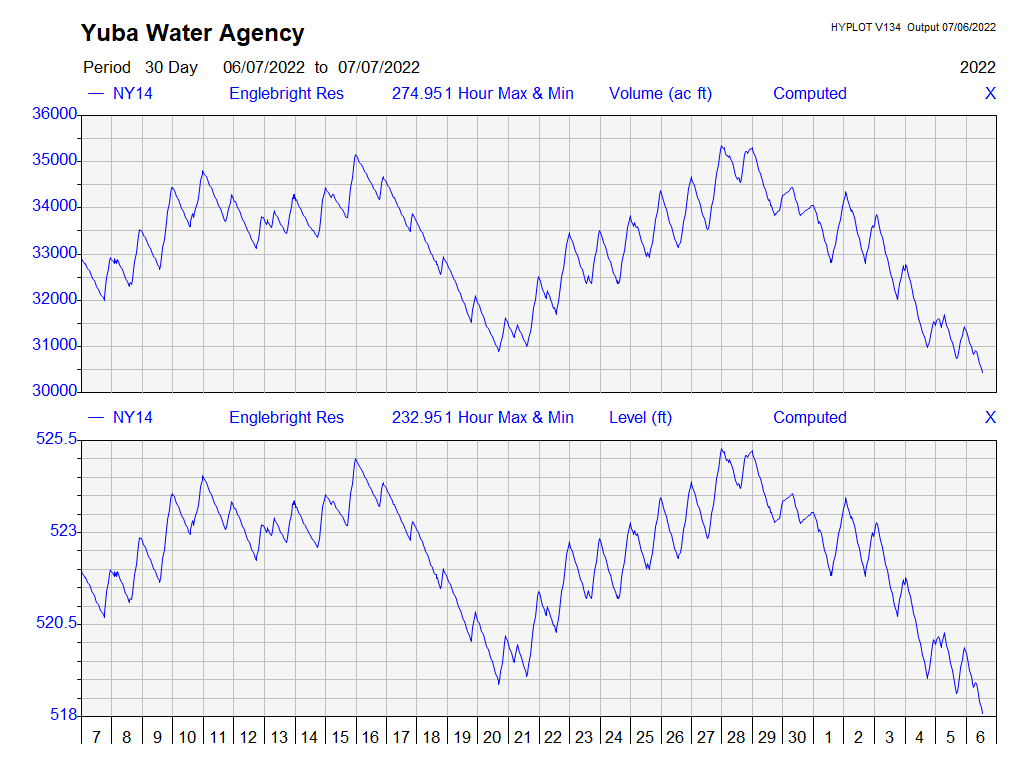 Yuba Water Agency
HYPLOT V134 Output 07/06/2022
Period 30 Day 06/07/2022 to 07/07/2022 2022
NY14 Englebright Res 274.951 Hour Max & Min Volume (ac ft) Computed X
36000
35000
34000
33000
32000
31000
30000
NY14 Englebright Res 232.951 Hour Max & Min Level (ft) Computed X
525.5
523
520.5
518
7 8 9 10 11 12 13 14 15 16 17 18 19 20 21 22 23 24 25 26 27 28 29 30 1 2 3 4 5 6